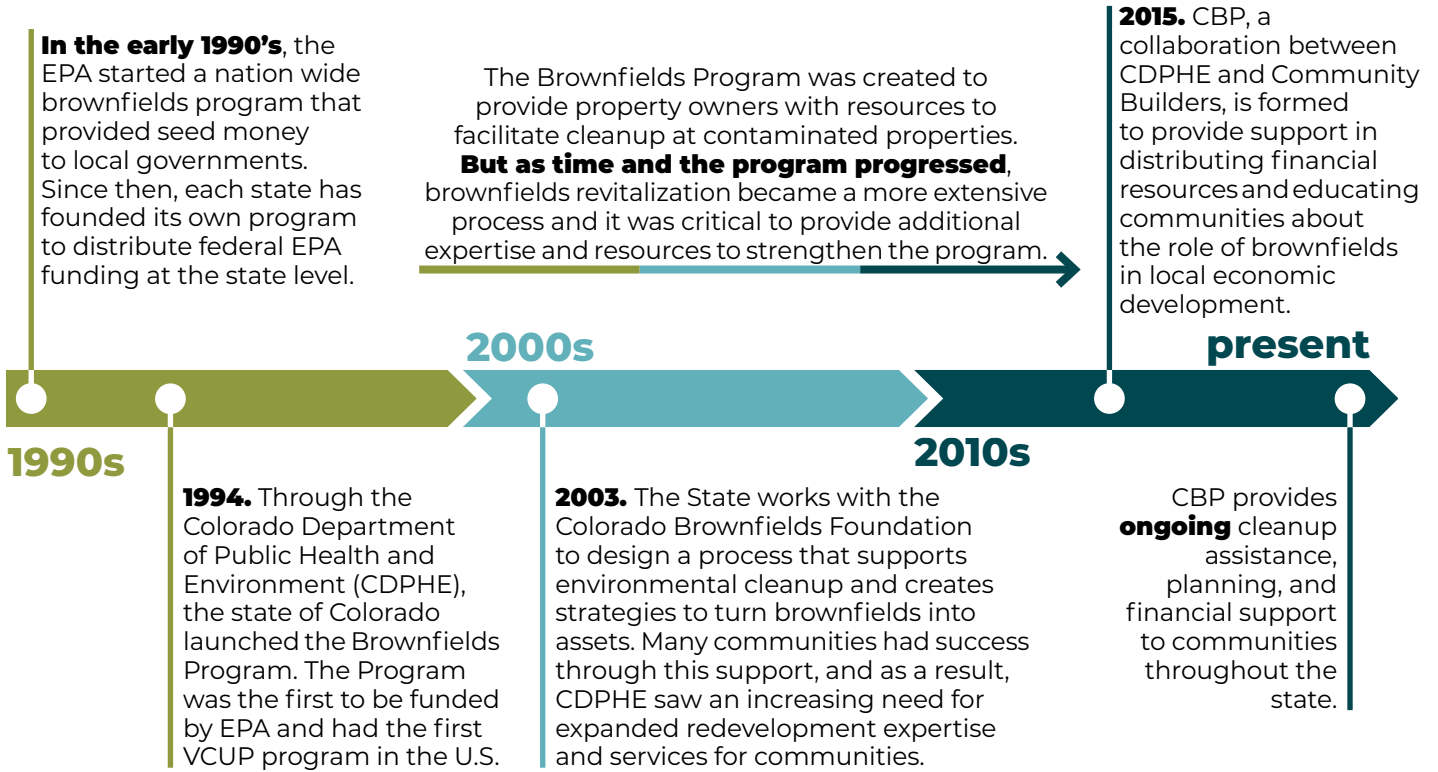 In the early 1990's, the
EPA started a nation wide
brownfields program that
provided seed money
to local governments.
Since then, each state has
founded its own program
to distribute federal EPA
funding at the state level.
The Brownfields Program was created to
provide property owners with resources to
facilitate cleanup at contaminated properties.
But as time and the program progressed,
brownfields revitalization became a more extensive
process and it was critical to provide additional
expertise and resources to strengthen the program.
2015. CBP, a
collaboration between
CDPHE and Community
Builders, is formed
to provide support in
distributing financial
resources and educating
communities about
the role of brownfields
in local economic
development.
2000s
present
1990s
2010s
1994. Through the
Colorado Department
of Public Health and
Environment (CDPHE),
the state of Colorado
launched the Brownfields
Program. The Program
was the first to be funded
by EPA and had the first
VCUP program in the U.S.
2003. The State works with the
Colorado Brownfields Foundation
to design a process that supports
environmental cleanup and creates
strategies to turn brownfields into
assets. Many communities had success
through this support, and as a result,
CDPHE saw an increasing need for
expanded redevelopment expertise
and services for communities.
CBP provides
ongoing cleanup
assistance,
planning, and
financial support
to communities
throughout the
state.